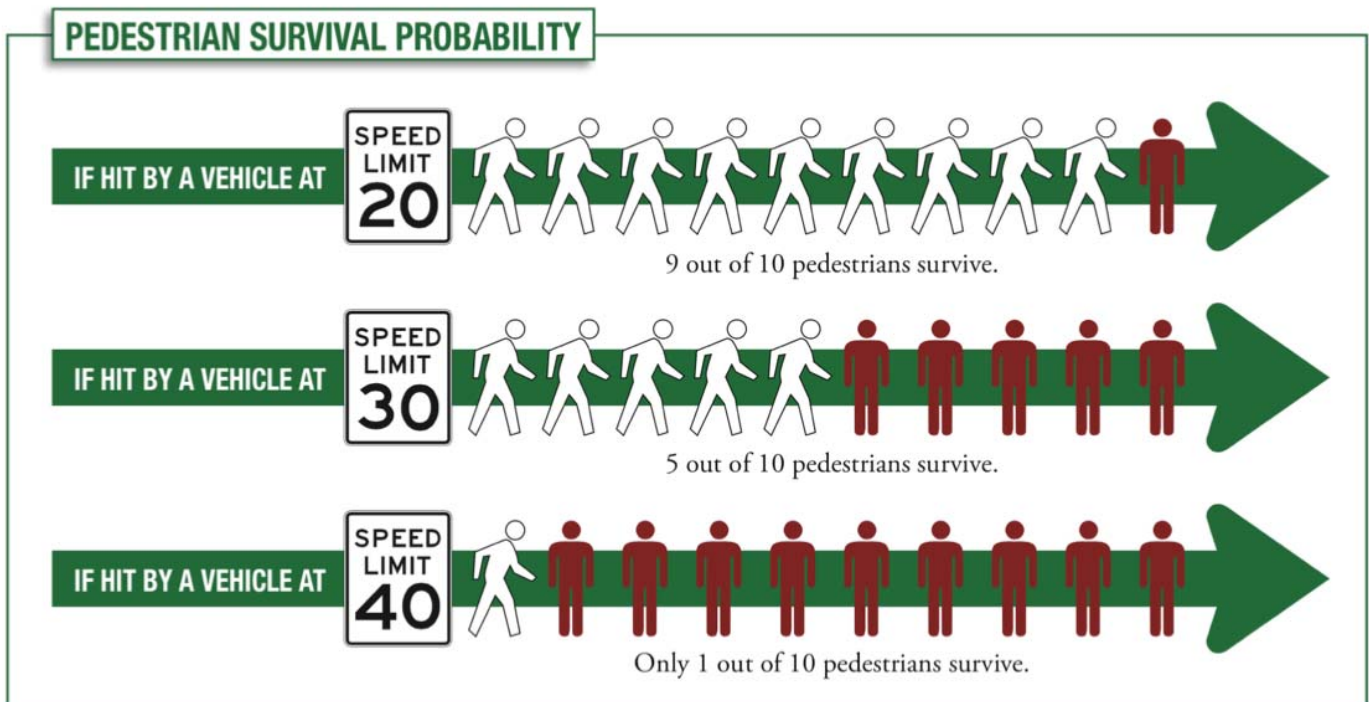 PEDESTRIAN SURVIVAL PROBABILITY
IF HIT BY A VEHICLE AT
SPEED
LIMIT
20
9 out of 10 pedestrians survive.
IF HIT BY A VEHICLE AT
SPEED
LIMIT
30
5 out of 10 pedestrians survive.
IF HIT BY A VEHICLE AT
SPEED
LIMIT
40
Only 1 out of 10 pedestrians survive.